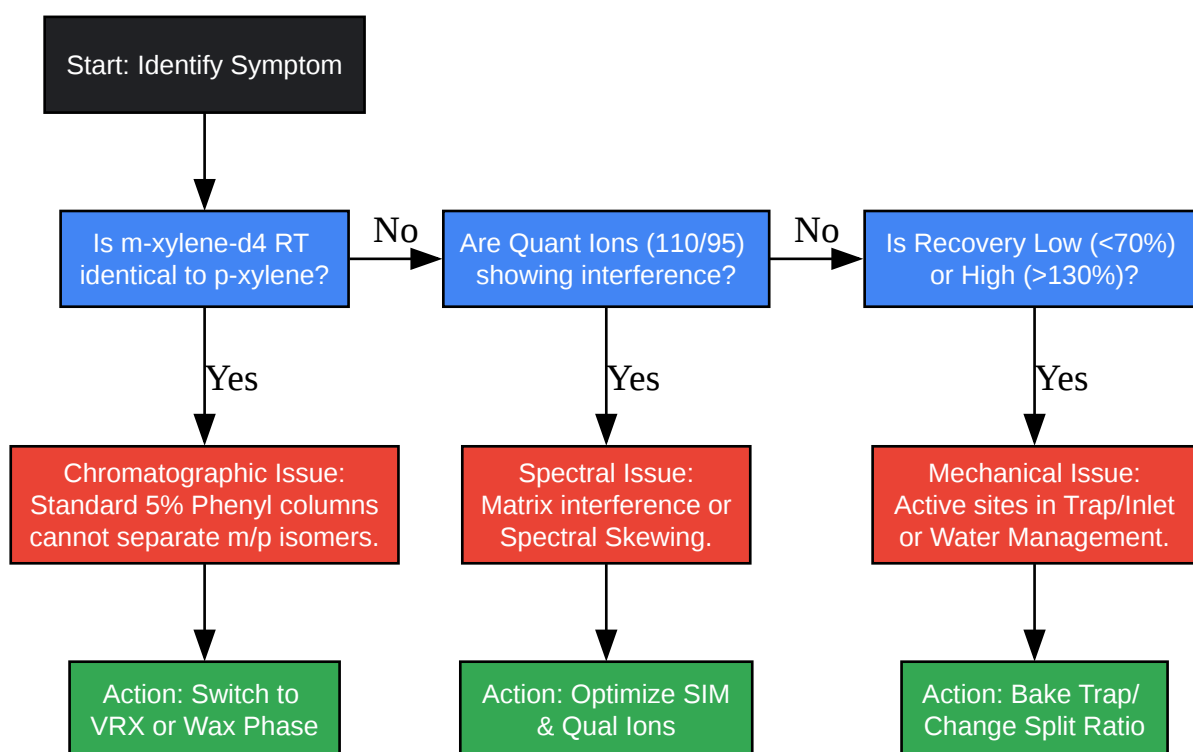 Start: Identify Symptom
Is m-xylene-d4 RT
identical to p-xylene?
No
Are Quant Ions (110/95)
showing interference?
No
Is Recovery Low (<70%)
or High (>130%)?
Yes
Yes
Yes
Chromatographic Issue:
Standard 5% Phenyl columns
cannot separate m/p isomers.
Spectral Issue:
Matrix interference or
Spectral Skewing.
Mechanical Issue:
Active sites in Trap/Inlet
or Water Management.
Action: Switch to
VRX or Wax Phase
Action: Optimize SIM
& Qual Ions
Action: Bake Trap/
Change Split Ratio